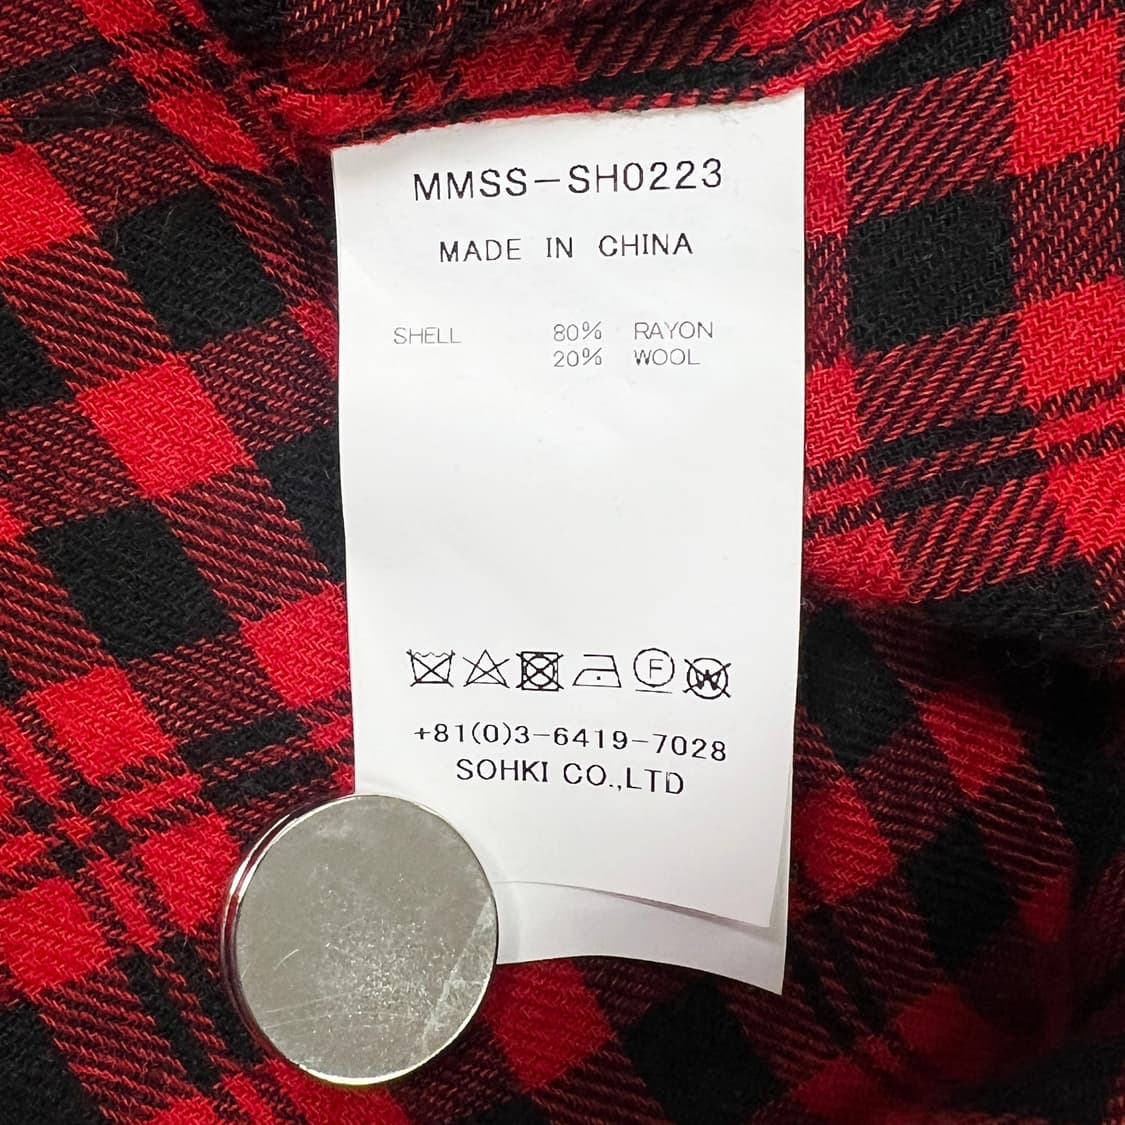 MMSS-SH0223
MADE IN CHINA
SHELL 80% RAYON
20% WOOL
F W
+81(0)3-6419-7028
SOHKI CO.,LTD